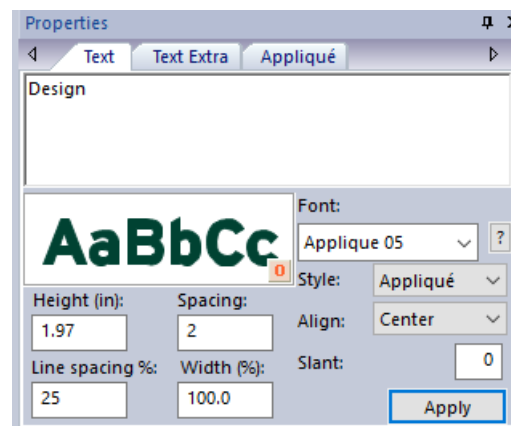 Properties
Text Text Extra Appliqué
Design
AaBbCc
0
Font:
Applique 05
?
Style: Appliqué
Align: Center
Slant: 0
Height (in): Spacing:
1.97 2
Line spacing %: Width (%):
25 100.0
Apply